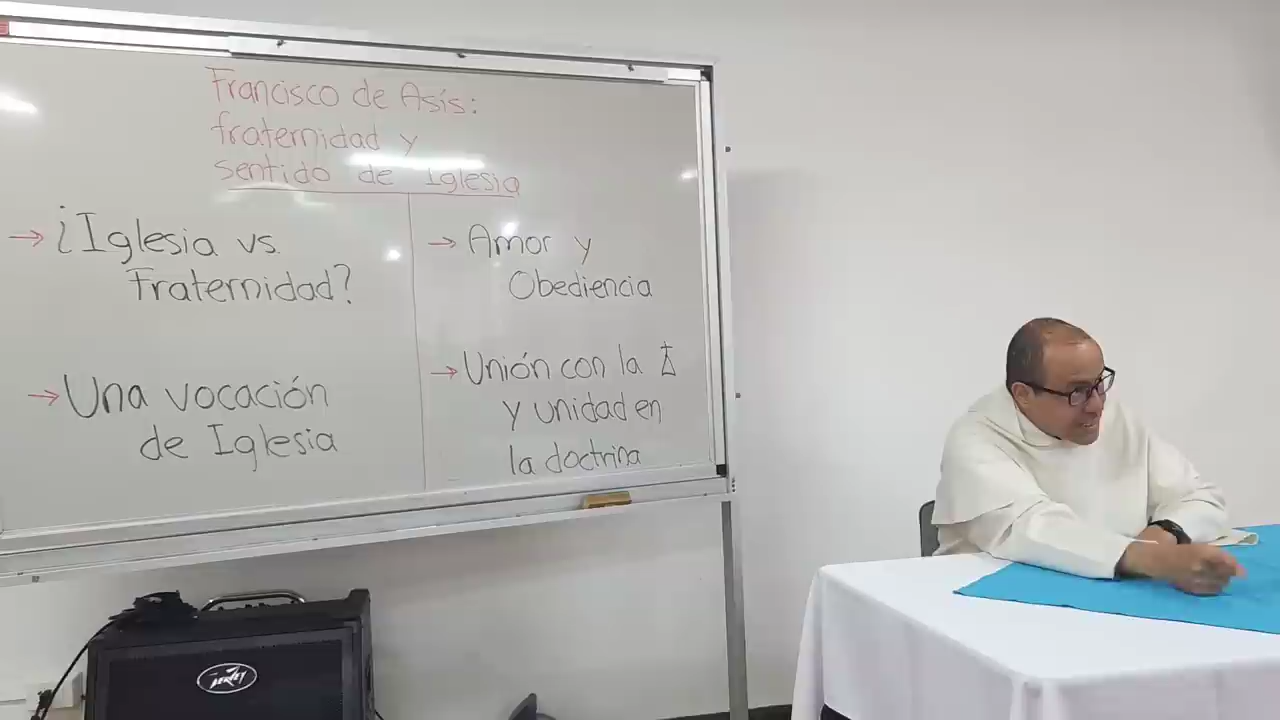 Francisco de Asís:
fraternidad y
sentido de Iglesia
→ ¿Iglesia vs.
Fraternidad?
→ Una vocación
de Iglesia
→ Amor y
Obediencia
→ Unión con la
y unidad en
la doctrina
PEAVEY